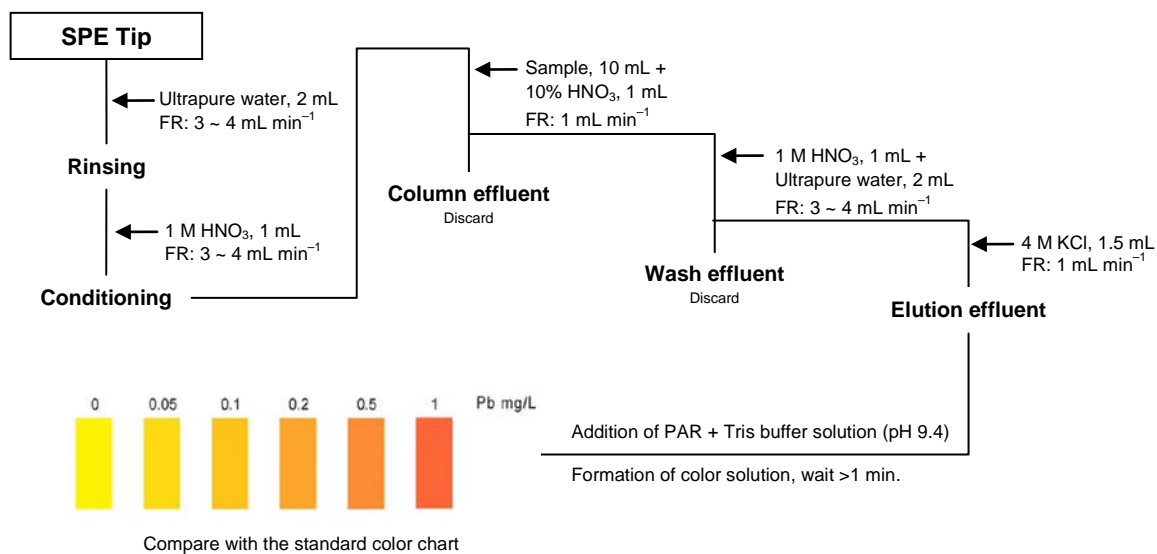 SPE Tip
Ultrapure water, 2 mL
FR: 3 ~ 4 mL min⁻¹
Rinsing
1 M HNO₃, 1 mL
FR: 3 ~ 4 mL min⁻¹
Conditioning
Sample, 10 mL +
10% HNO₃, 1 mL
FR: 1 mL min⁻¹
Column effluent
Discard
1 M HNO₃, 1 mL +
Ultrapure water, 2 mL
FR: 3 ~ 4 mL min⁻¹
Wash effluent
Discard
4 M KCl, 1.5 mL
FR: 1 mL min⁻¹
Elution effluent
Addition of PAR + Tris buffer solution (pH 9.4)
Formation of color solution, wait >1 min.
0 0.05 0.1 0.2 0.5 1 Pb mg/L
Compare with the standard color chart